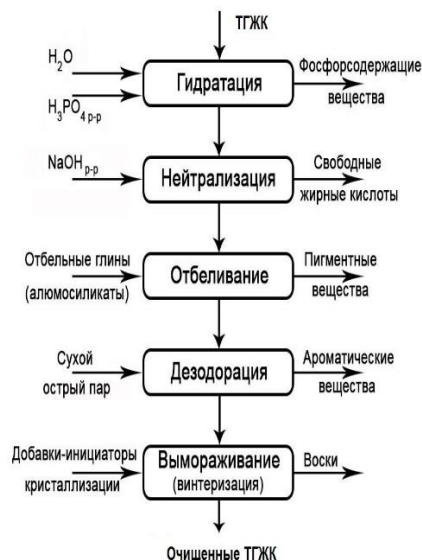 ТГЖК
H₂O
H₃PO₄ р-р
Гидратация
Фосфорсодержащие
вещества
NaOH р-р
Нейтрализация
Свободные
жирные кислоты
Отбельные глины
(алюмосиликаты)
Отбеливание
Пигментные
вещества
Сухой
острый пар
Дезодорация
Ароматические
вещества
Добавки-инициаторы
кристаллизации
Вымораживание
(винтеризация)
Воски
Очищенные ТГЖК